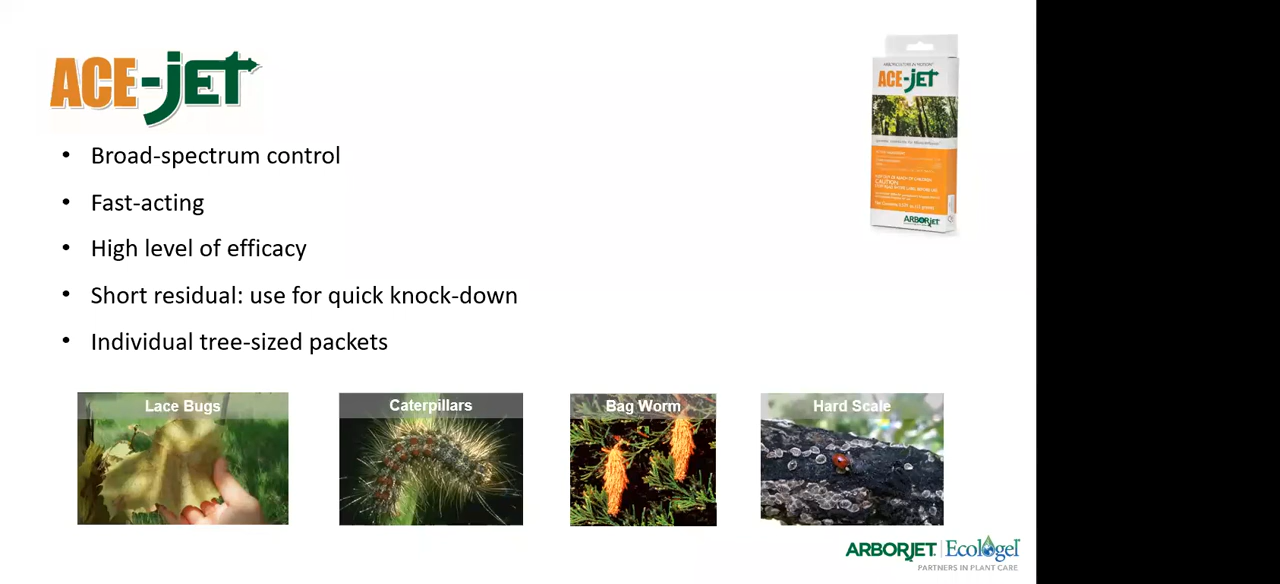 ACE-jET
• Broad-spectrum control
• Fast-acting
• High level of efficacy
• Short residual: use for quick knock-down
• Individual tree-sized packets
ACE-jET
CAUTION
ARBORjET
Lace Bugs
Caterpillars
Bag Worm
Hard Scale
ARBORJET | Ecologel
PARTNERS IN PLANT CARE